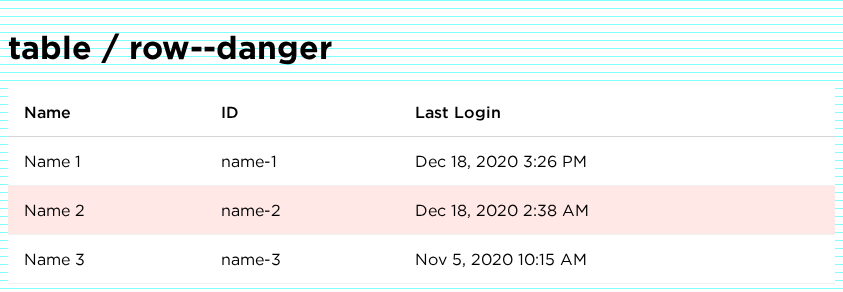 table / row--danger
Name ID Last Login
Name 1 name-1 Dec 18, 2020 3:26 PM
Name 2 name-2 Dec 18, 2020 2:38 AM
Name 3 name-3 Nov 5, 2020 10:15 AM